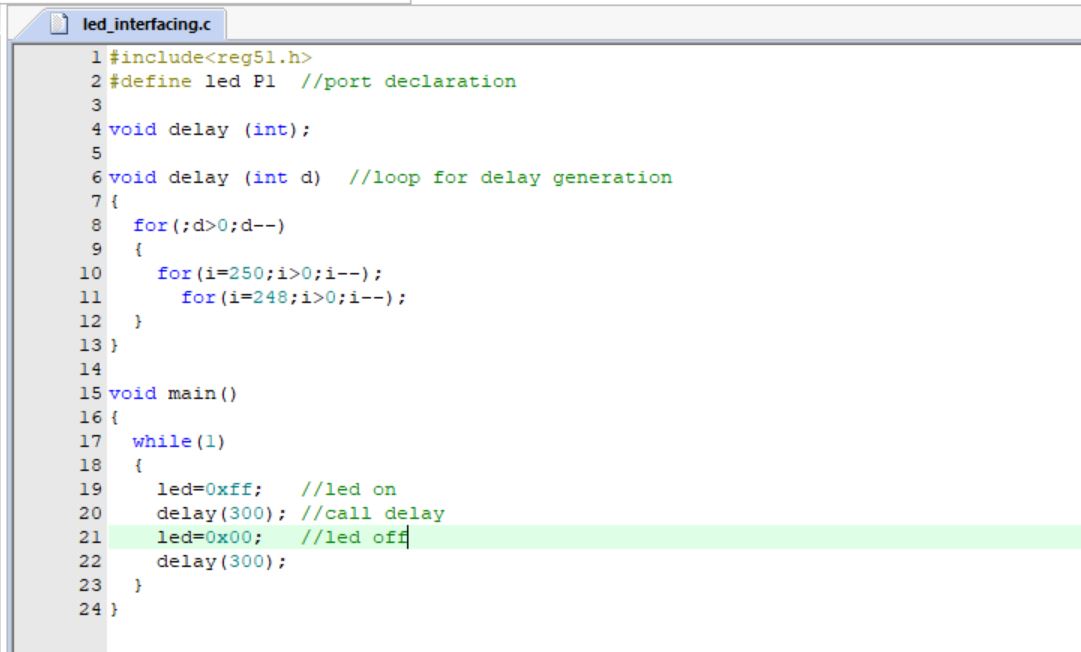 led_interfacing.c
1 #include<reg51.h>
2 #define led P1  //port declaration
3
4 void delay (int);
5
6 void delay (int d)  //loop for delay generation
7 {
8   for(;d>0;d--)
9   {
10     for(i=250;i>0;i--);
11       for(i=248;i>0;i--);
12   }
13 }
14
15 void main()
16 {
17   while(1)
18   {
19     led=0xff;   //led on
20     delay(300); //call delay
21     led=0x00;   //led off
22     delay(300);
23   }
24 }